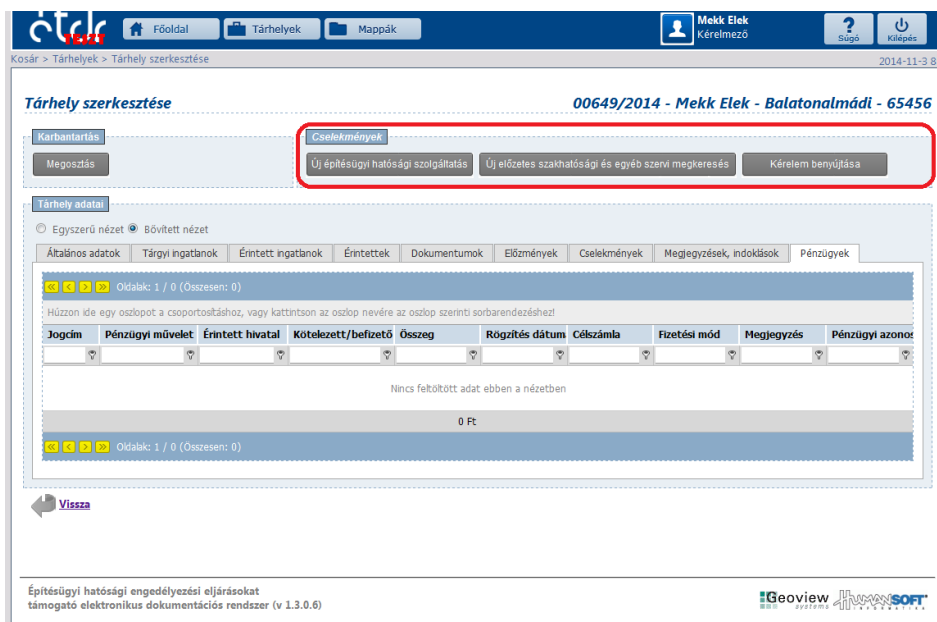 étdr TESZT Főoldal Tárhelyek Mappák Mekk Elek
Kérelmező
? Súgó Kilépés
Kosár > Tárhelyek > Tárhely szerkesztése 2014-11-3 8
Tárhely szerkesztése 00649/2014 - Mekk Elek - Balatonalmádi - 65456
Karbantartás Cselekmények
Megosztás Új építésügyi hatósági szolgáltatás Új előzetes szakhatósági és egyéb szervi megkeresés Kérelem benyújtása
Tárhely adatai
Egyszerű nézet Bővített nézet
Általános adatok Tárgyi ingatlanok Érintett ingatlanok Érintettek Dokumentumok Előzmények Cselekmények Megjegyzések, indoklások Pénzügyek
Oldalak: 1 / 0 (Összesen: 0)
Húzzon ide egy oszlopot a csoportosításhoz, vagy kattintson az oszlop nevére az oszlop szerinti sorbarendezéshez!
Jogcím Pénzügyi művelet Érintett hivatal Kötelezett/befizető Összeg Rögzítés dátum Célszámla Fizetési mód Megjegyzés Pénzügyi azonos
Nincs feltöltött adat ebben a nézetben
0 Ft
Oldalak: 1 / 0 (Összesen: 0)
Vissza
Építésügyi hatósági engedélyezési eljárásokat
támogató elektronikus dokumentációs rendszer (v 1.3.0.6)
Geoview systems HUMANSOFT INFORMATIKA